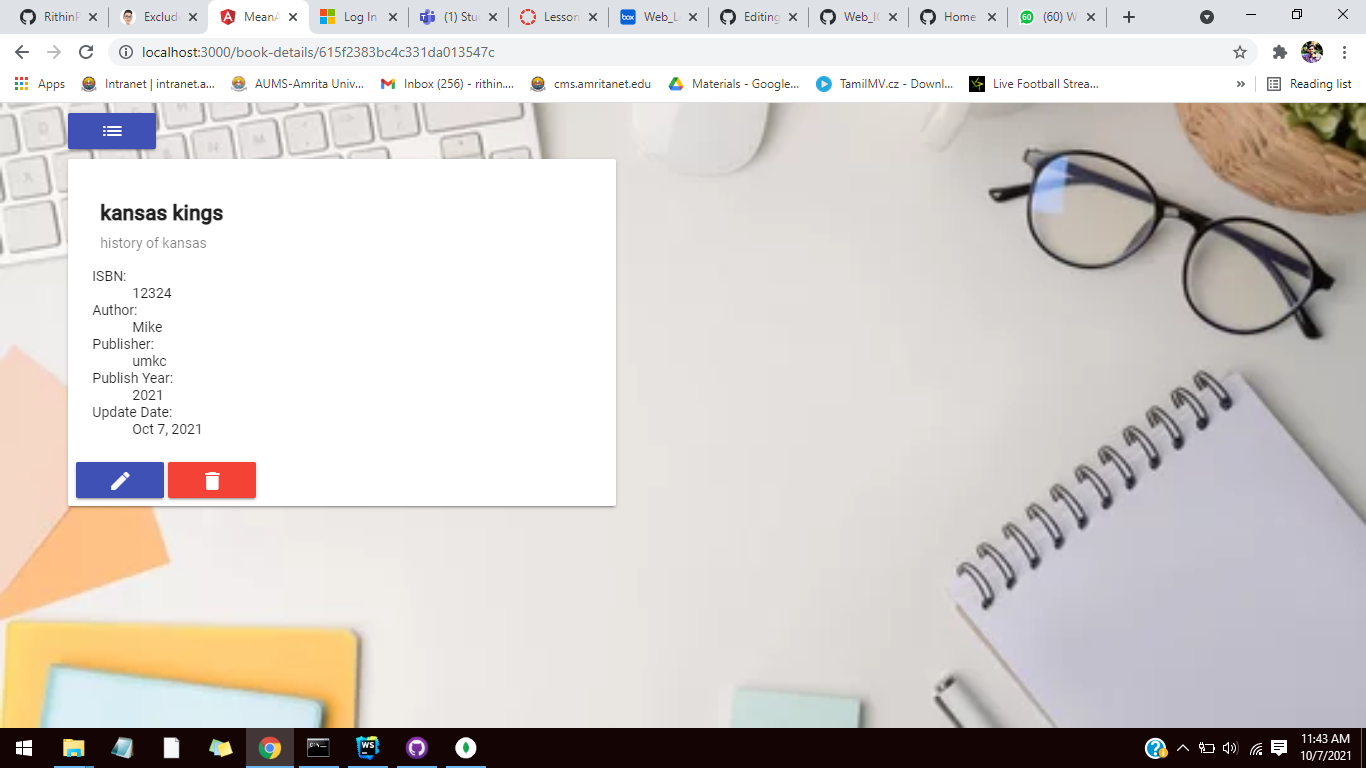 RithinP
Exclude
MeanA
Log In
(1) Stu
Lesson
Web_L
Editing
Web_IC
Home
(60) W
localhost:3000/book-details/615f2383bc4c331da013547c
Apps
Intranet | intranet.a...
AUMS-Amrita Univ...
Inbox (256) - rithin....
cms.amritanet.edu
Materials - Google...
TamilMV.cz - Downl...
Live Football Strea...
»
Reading list
kansas kings
history of kansas
ISBN:
12324
Author:
Mike
Publisher:
umkc
Publish Year:
2021
Update Date:
Oct 7, 2021
11:43 AM
10/7/2021